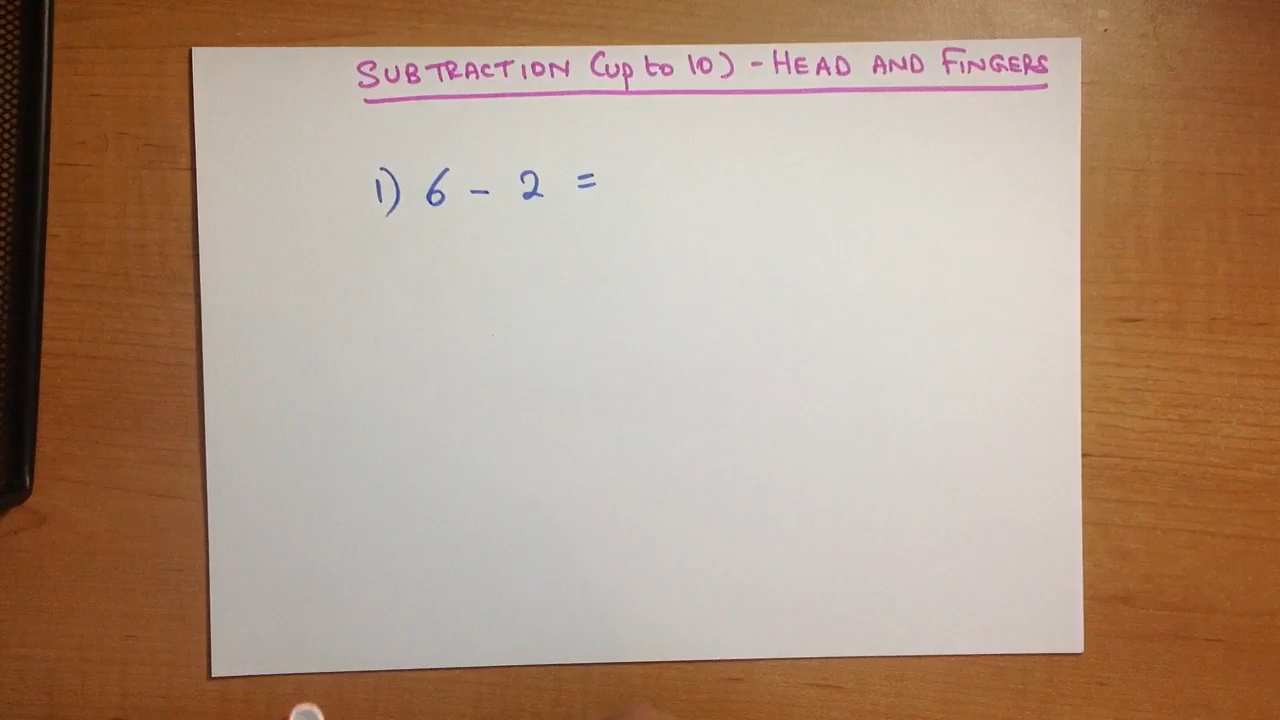 SUBTRACTION (up to 10) - HEAD AND FINGERS
1) 6 - 2 =